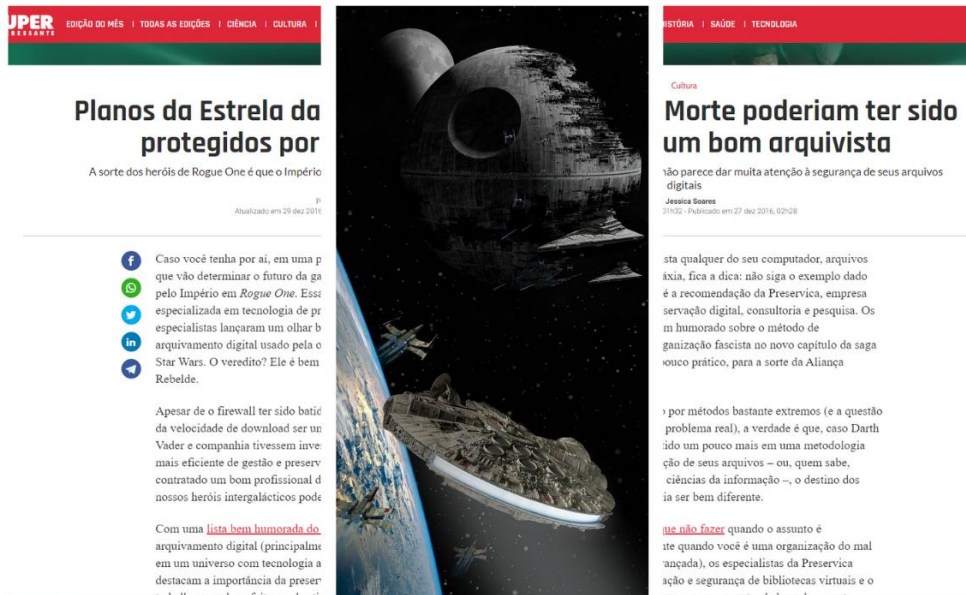 SUPER EDIÇÃO DO MÊS | TODAS AS EDIÇÕES | CIÊNCIA | CULTURA | HISTÓRIA | SAÚDE | TECNOLOGIA
Cultura
Planos da Estrela da Morte poderiam ter sido
protegidos por um bom arquivista
A sorte dos heróis de Rogue One é que o Império não parece dar muita atenção à segurança de seus arquivos
digitais
P Jessica Soares
Atualizado em 29 dez 2016 01h32 - Publicado em 27 dez 2016, 02h28
Caso você tenha por aí, em uma p sta qualquer do seu computador, arquivos
que vão determinar o futuro da ga áxia, fica a dica: não siga o exemplo dado
pelo Império em Rogue One. Essa é a recomendação da Preservica, empresa
especializada em tecnologia de pr servação digital, consultoria e pesquisa. Os
especialistas lançaram um olhar b m humorado sobre o método de
arquivamento digital usado pela o ganização fascista no novo capítulo da saga
Star Wars. O veredito? Ele é bem pouco prático, para a sorte da Aliança
Rebelde.
Apesar de o firewall ter sido batid o por métodos bastante extremos (e a questão
da velocidade de download ser um problema real), a verdade é que, caso Darth
Vader e companhia tivessem inve tido um pouco mais em uma metodologia
mais eficiente de gestão e preserv ção de seus arquivos – ou, quem sabe,
contratado um bom profissional d ciências da informação –, o destino dos
nossos heróis intergalácticos pode ia ser bem diferente.
Com uma lista bem humorada do que não fazer quando o assunto é
arquivamento digital (principalme nte quando você é uma organização do mal
em um universo com tecnologia a vançada), os especialistas da Preservica
destacam a importância da preser ação e segurança de bibliotecas virtuais e o